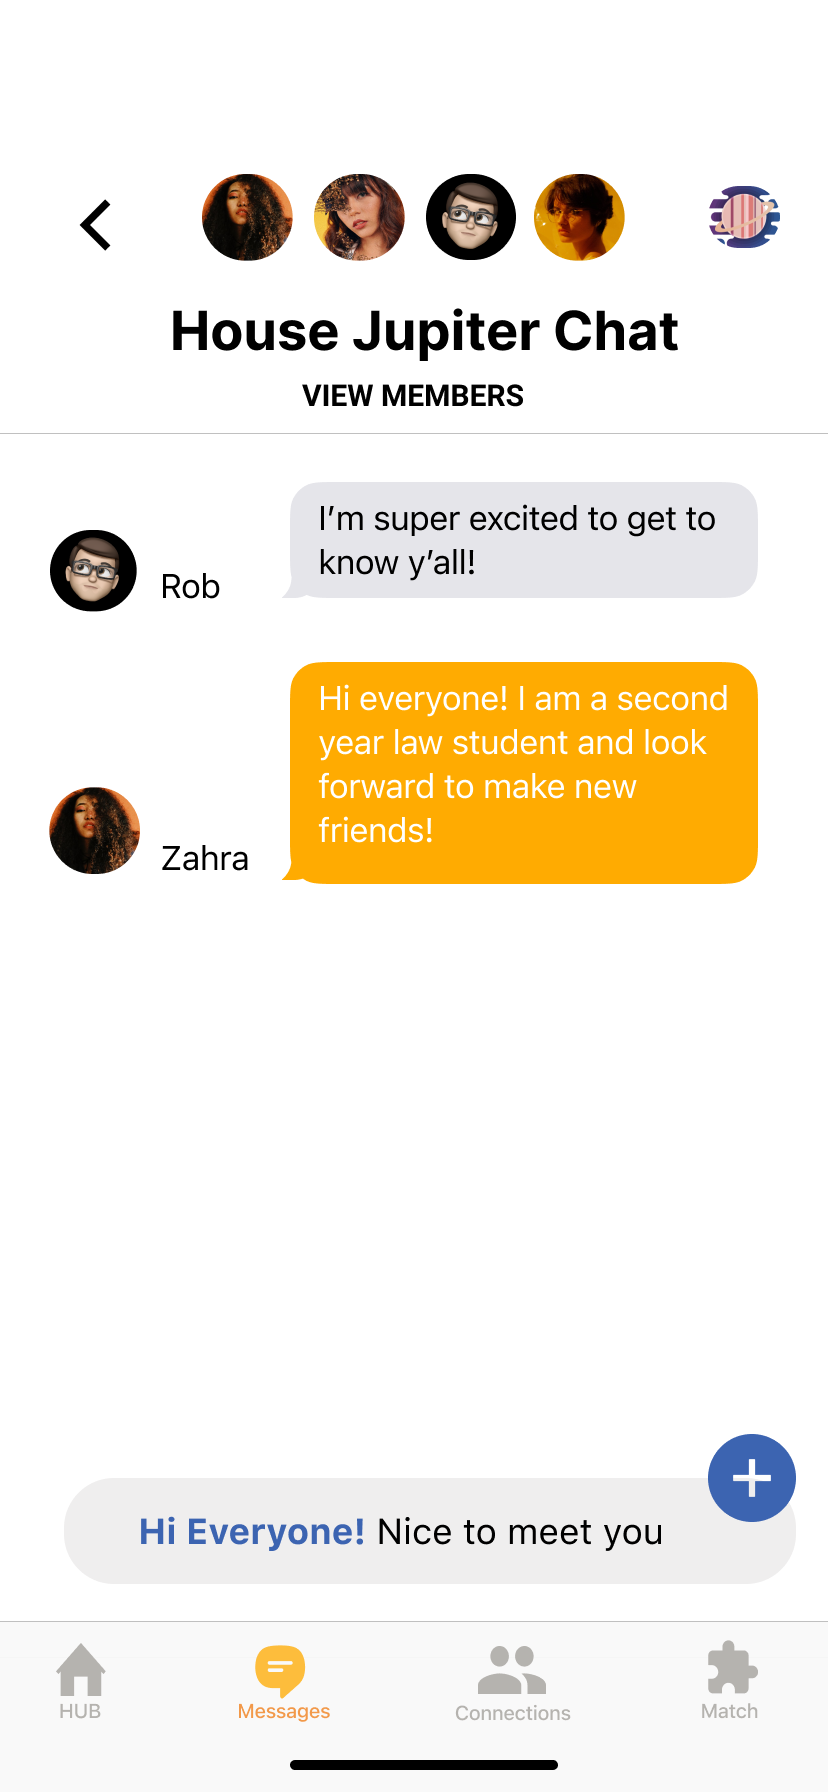 House Jupiter Chat
VIEW MEMBERS
I’m super excited to get to
know y’all!
Rob
Hi everyone! I am a second
year law student and look
forward to make new
friends!
Zahra
Hi Everyone! Nice to meet you
HUB
Messages
Connections
Match